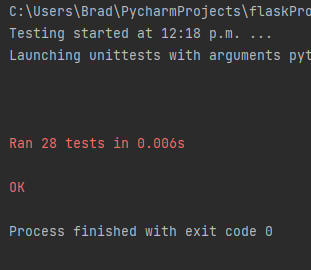 C:\Users\Brad\PycharmProjects\flaskPro
Testing started at 12:18 p.m. ...
Launching unittests with arguments pyt
Ran 28 tests in 0.006s
OK
Process finished with exit code 0